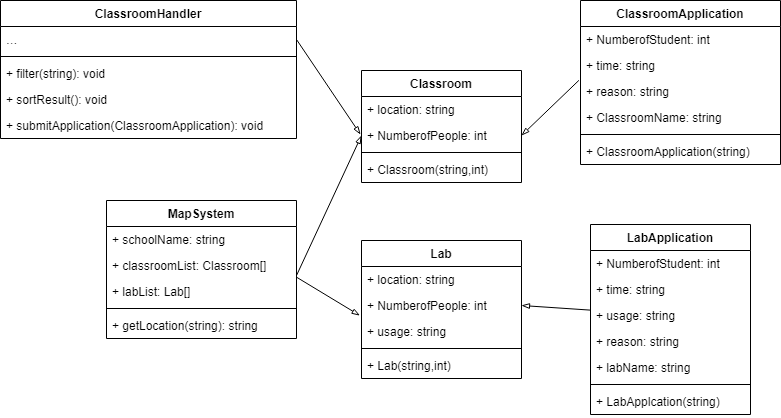 ClassroomHandler
...
+ filter(string): void
+ sortResult(): void
+ submitApplication(ClassroomApplication): void
Classroom
+ location: string
+ NumberofPeople: int
+ Classroom(string,int)
ClassroomApplication
+ NumberofStudent: int
+ time: string
+ reason: string
+ ClassroomName: string
+ ClassroomApplication(string)
MapSystem
+ schoolName: string
+ classroomList: Classroom[]
+ labList: Lab[]
+ getLocation(string): string
Lab
+ location: string
+ NumberofPeople: int
+ usage: string
+ Lab(string,int)
LabApplication
+ NumberofStudent: int
+ time: string
+ usage: string
+ reason: string
+ labName: string
+ LabApplcation(string)